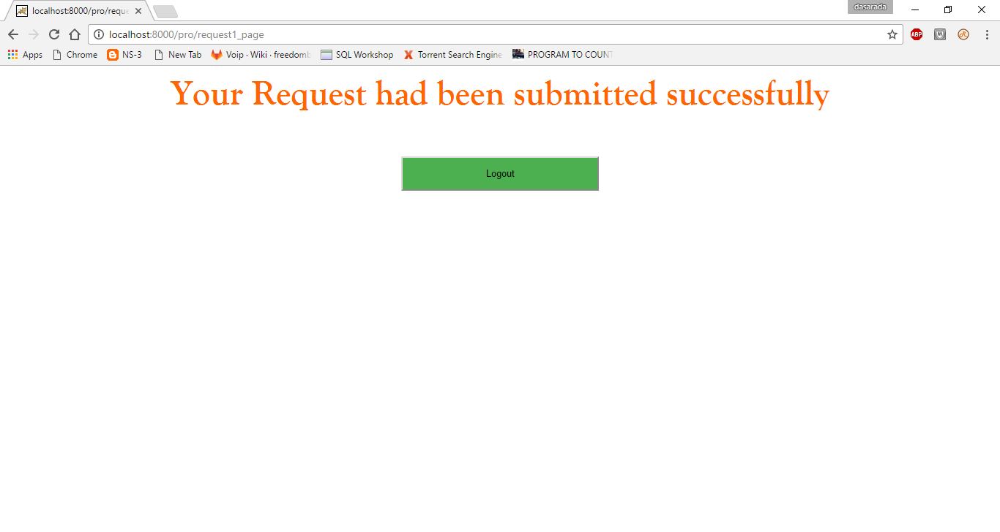 localhost:8000/pro/reque
dasarada
localhost:8000/pro/request1_page
ABP
Apps Chrome NS-3 New Tab Voip · Wiki · freedomb SQL Workshop Torrent Search Engine PROGRAM TO COUNT
Your Request had been submitted successfully
Logout